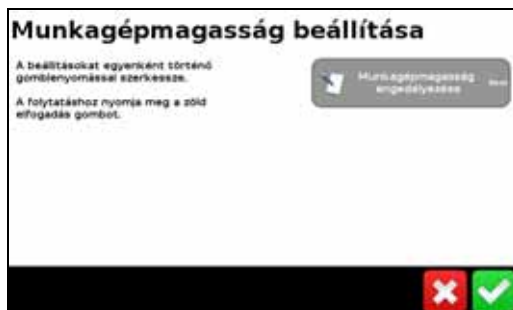 Munkagépmagasság beállítása
A beállításokat egyenként történő
gomblenyomással szerkessze.
A folytatáshoz nyomja meg a zöld
elfogadás gombot.
Munkagépmagasság
engedélyezése